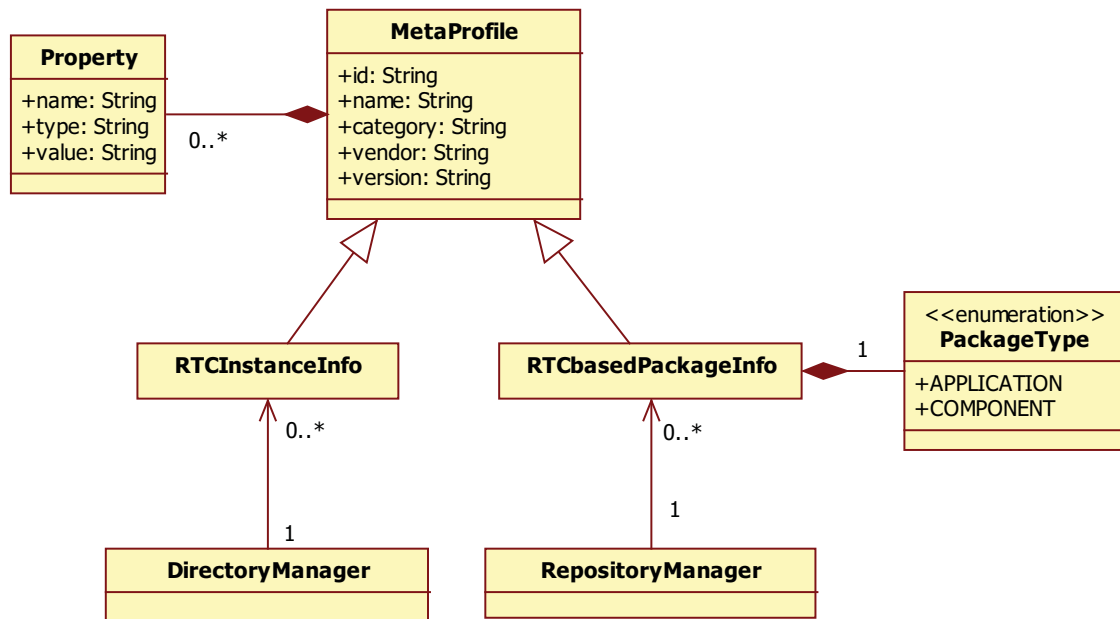 MetaProfile
+id: String
+name: String
+category: String
+vendor: String
+version: String
Property
+name: String
+type: String
+value: String
0..*
RTCInstanceInfo
RTCbasedPackageInfo
1
<<enumeration>>
PackageType
+APPLICATION
+COMPONENT
0..*
0..*
1
1
DirectoryManager
RepositoryManager